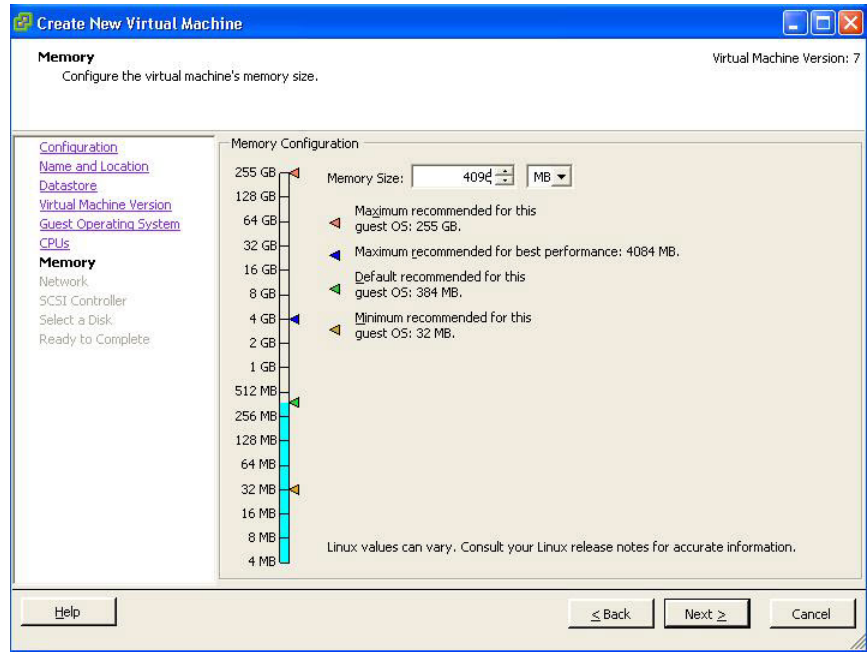 Create New Virtual Machine
Memory
Configure the virtual machine's memory size.
Virtual Machine Version: 7
Configuration
Name and Location
Datastore
Virtual Machine Version
Guest Operating System
CPUs
Memory
Network
SCSI Controller
Select a Disk
Ready to Complete
Memory Configuration
255 GB
128 GB
64 GB
32 GB
16 GB
8 GB
4 GB
2 GB
1 GB
512 MB
256 MB
128 MB
64 MB
32 MB
16 MB
8 MB
4 MB
Memory Size: 4096 MB
Maximum recommended for this
guest OS: 255 GB.
Maximum recommended for best performance: 4084 MB.
Default recommended for this
guest OS: 384 MB.
Minimum recommended for this
guest OS: 32 MB.
Linux values can vary. Consult your Linux release notes for accurate information.
Help
≤ Back
Next ≥
Cancel